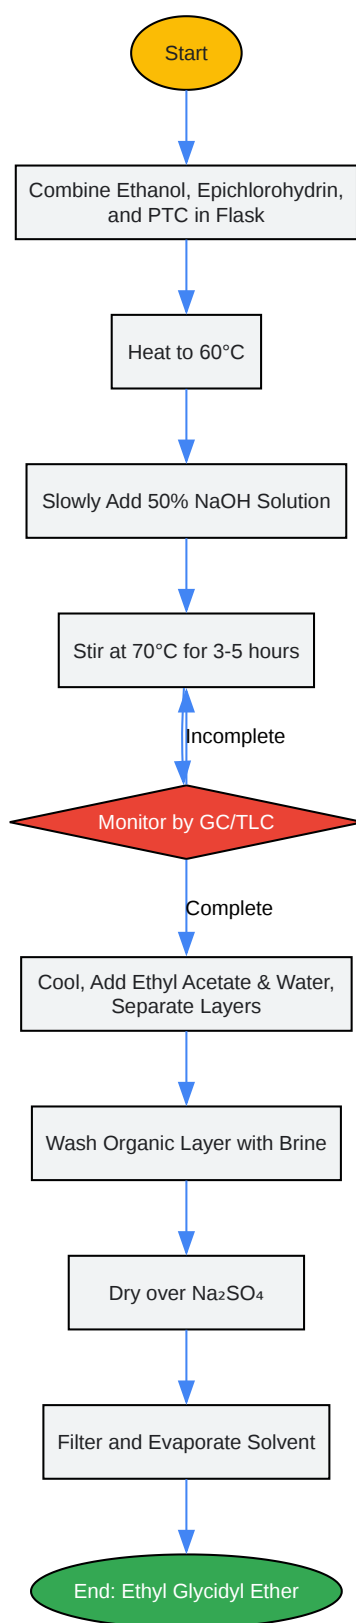 Start
Combine Ethanol, Epichlorohydrin,
and PTC in Flask
Heat to 60°C
Slowly Add 50% NaOH Solution
Stir at 70°C for 3-5 hours
Incomplete
Monitor by GC/TLC
Complete
Cool, Add Ethyl Acetate & Water,
Separate Layers
Wash Organic Layer with Brine
Dry over Na₂SO₄
Filter and Evaporate Solvent
End: Ethyl Glycidyl Ether